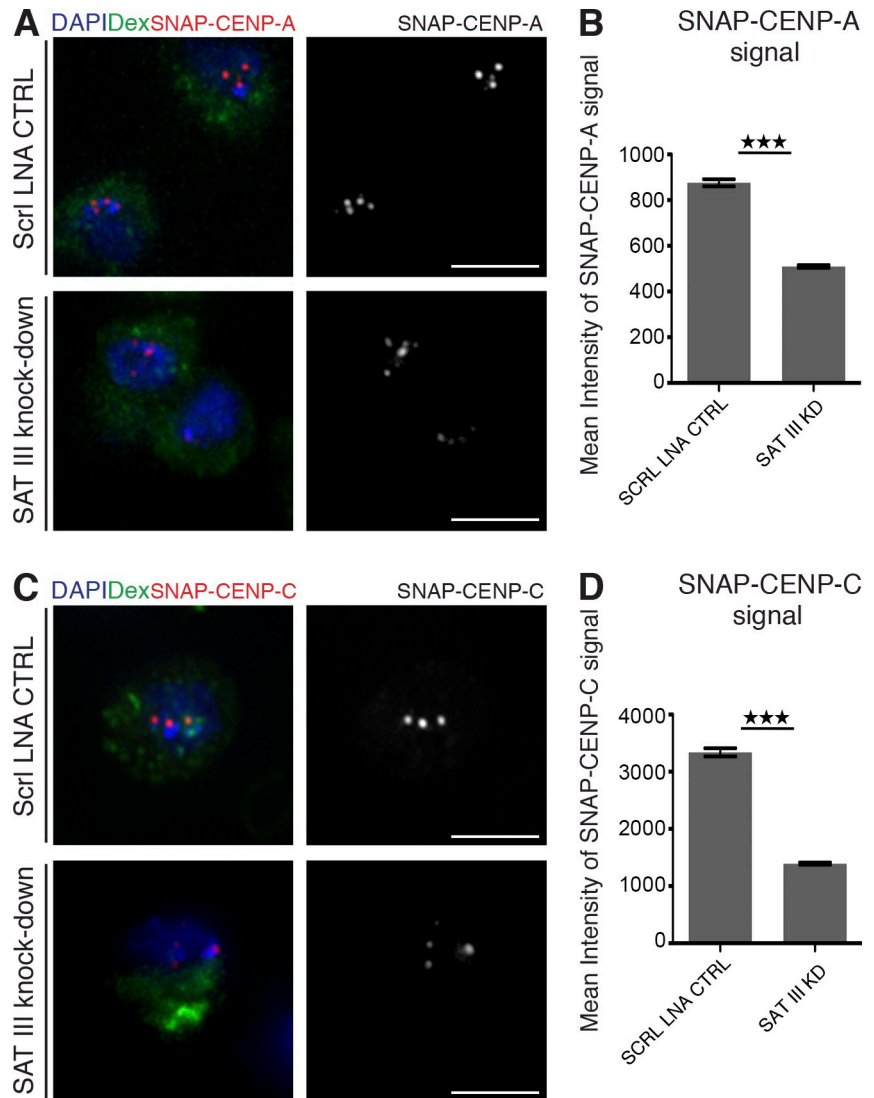 A
DAPIDexSNAP-CENP-A
SNAP-CENP-A
Scrl LNA CTRL
SAT III knock-down
B
SNAP-CENP-A
signal
Mean Intensity of SNAP-CENP-A signal
★★★
1000
800
600
400
200
0
SCRL LNA CTRL
SAT III KD
C
DAPIDexSNAP-CENP-C
SNAP-CENP-C
Scrl LNA CTRL
SAT III knock-down
D
SNAP-CENP-C
signal
Mean Intensity of SNAP-CENP-C signal
★★★
4000
3000
2000
1000
0
SCRL LNA CTRL
SAT III KD